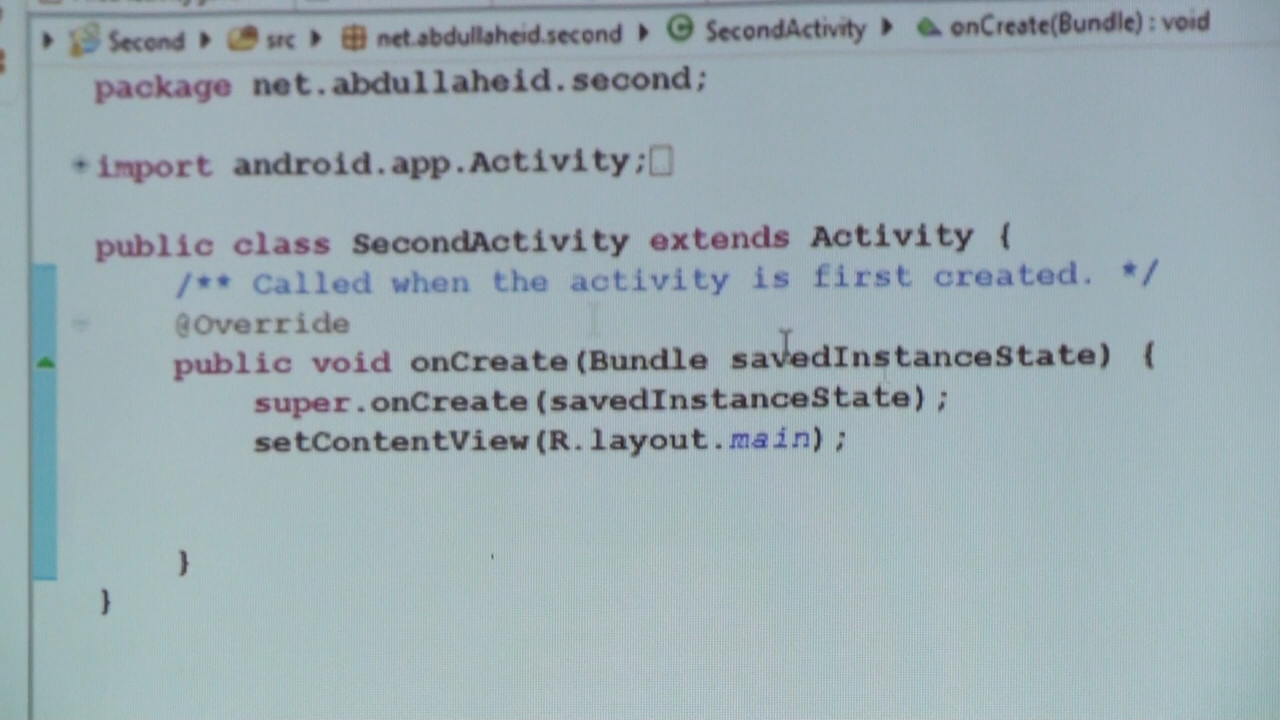 Second src net.abdullaheid.second SecondActivity onCreate(Bundle) : void
package net.abdullaheid.second;
import android.app.Activity;
public class SecondActivity extends Activity {
/** Called when the activity is first created. */
@Override
public void onCreate(Bundle savedInstanceState) {
super.onCreate(savedInstanceState);
setContentView(R.layout.main);
}
}